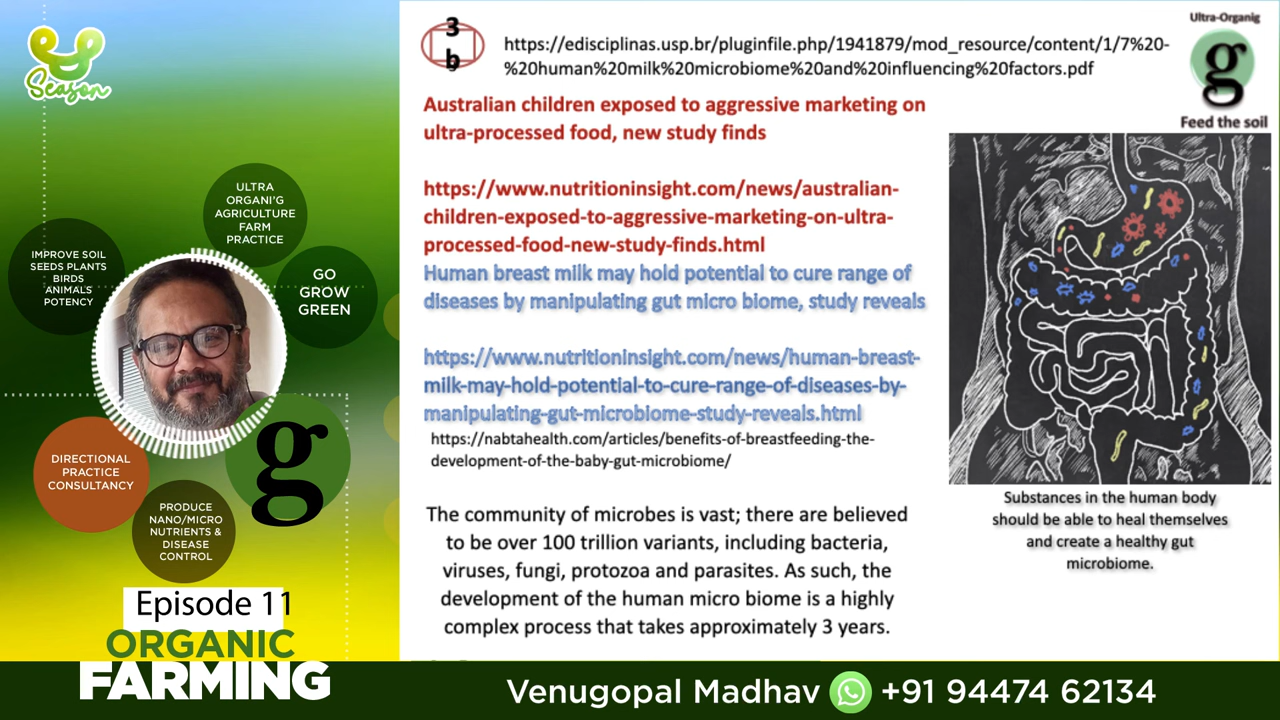 Season
ULTRA
ORGANI'G
AGRICULTURE
FARM
PRACTICE
IMPROVE SOIL
SEEDS PLANTS
BIRDS
ANIMALS
POTENCY
GO
GROW
GREEN
DIRECTIONAL
PRACTICE
CONSULTANCY
g
PRODUCE
NANO/MICRO
NUTRIENTS &
DISEASE
CONTROL
Episode 11
ORGANIC
FARMING
3
b
https://edisciplinas.usp.br/pluginfile.php/1941879/mod_resource/content/1/7%20-
%20human%20milk%20microbiome%20and%20influencing%20factors.pdf
Australian children exposed to aggressive marketing on
ultra-processed food, new study finds
https://www.nutritioninsight.com/news/australian-
children-exposed-to-aggressive-marketing-on-ultra-
processed-food-new-study-finds.html
Human breast milk may hold potential to cure range of
diseases by manipulating gut micro biome, study reveals
https://www.nutritioninsight.com/news/human-breast-
milk-may-hold-potential-to-cure-range-of-diseases-by-
manipulating-gut-microbiome-study-reveals.html
https://nabtahealth.com/articles/benefits-of-breastfeeding-the-
development-of-the-baby-gut-microbiome/
The community of microbes is vast; there are believed
to be over 100 trillion variants, including bacteria,
viruses, fungi, protozoa and parasites. As such, the
development of the human micro biome is a highly
complex process that takes approximately 3 years.
Ultra-Organig
g
Feed the soil
Substances in the human body
should be able to heal themselves
and create a healthy gut
microbiome.
Venugopal Madhav +91 94474 62134